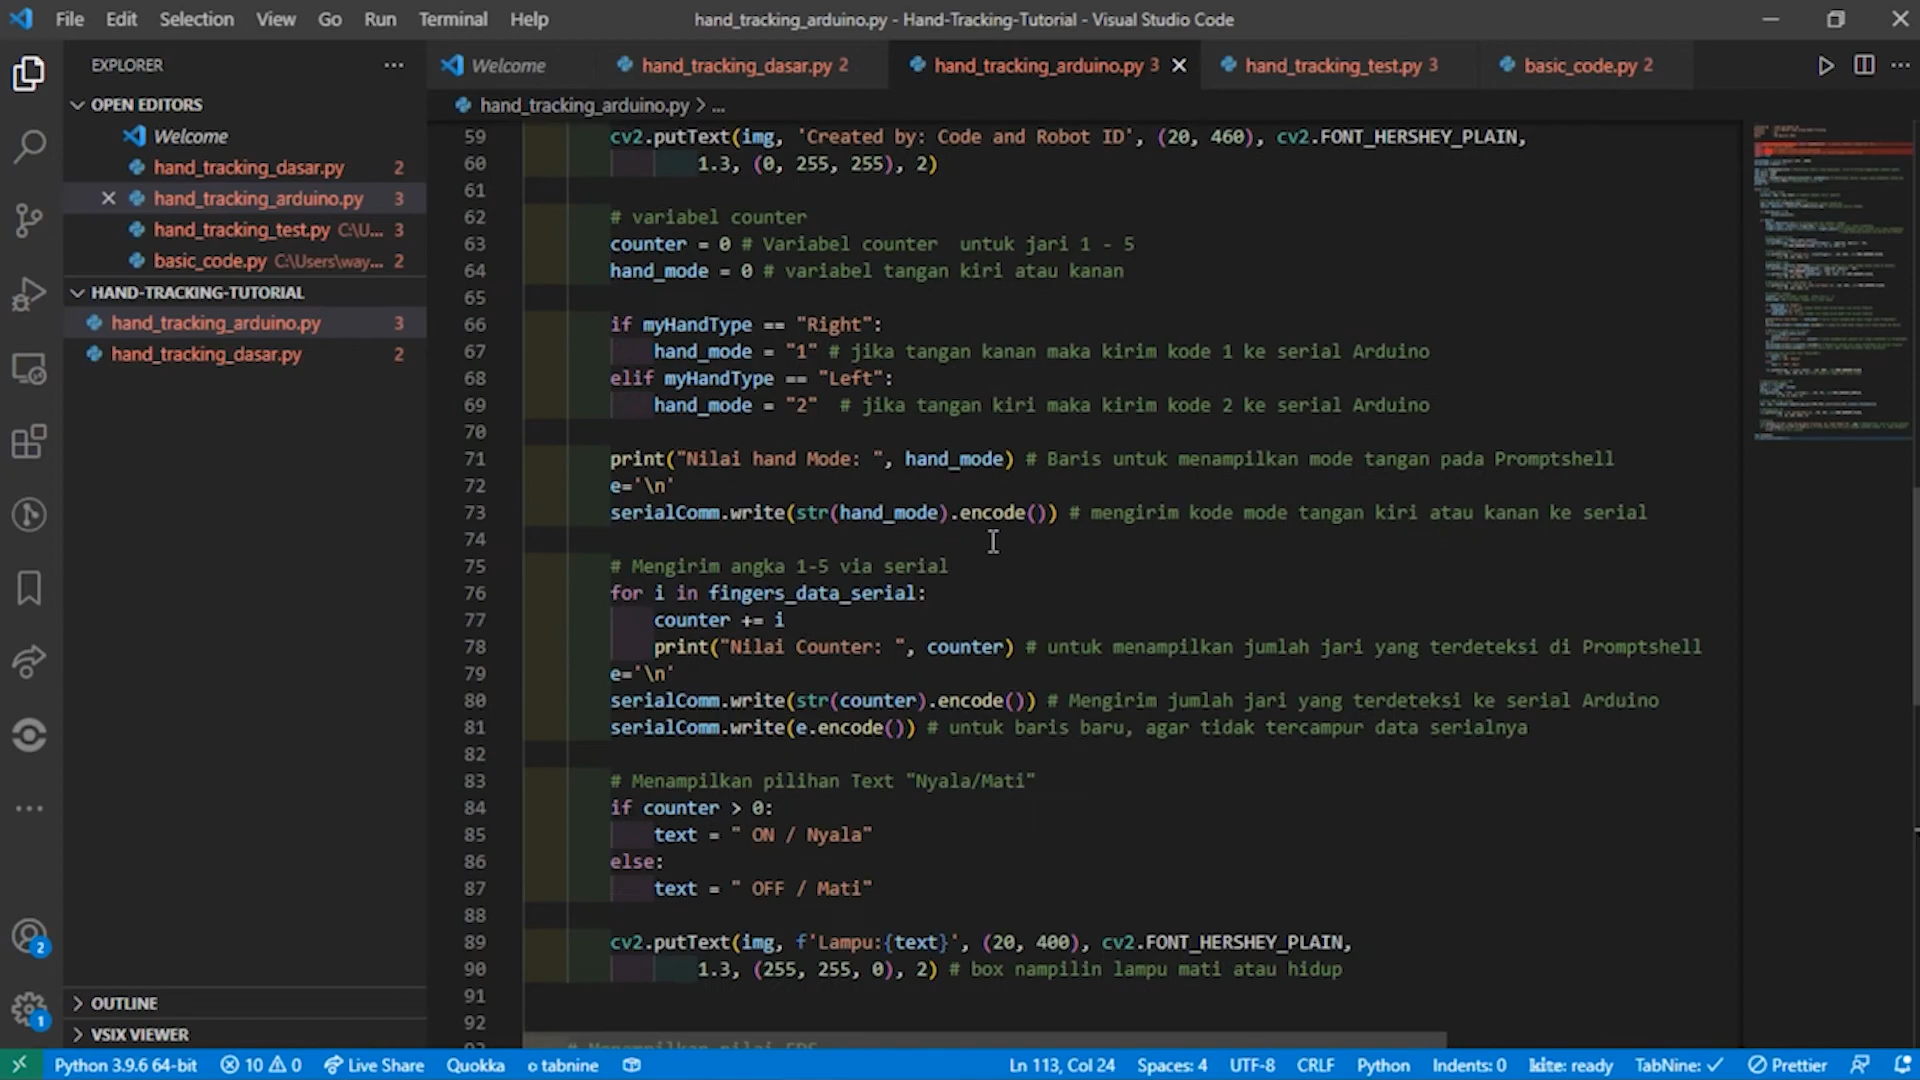 File Edit Selection View Go Run Terminal Help hand_tracking_arduino.py - Hand-Tracking-Tutorial - Visual Studio Code
EXPLORER
OPEN EDITORS
Welcome
hand_tracking_dasar.py 2
hand_tracking_arduino.py 3
hand_tracking_test.py C:\U... 3
basic_code.py C:\Users\way... 2
HAND-TRACKING-TUTORIAL
hand_tracking_arduino.py 3
hand_tracking_dasar.py 2
OUTLINE
VSIX VIEWER
2
1
Welcome hand_tracking_dasar.py 2 hand_tracking_arduino.py 3 hand_tracking_test.py 3 basic_code.py 2
hand_tracking_arduino.py > ...
59 cv2.putText(img, 'Created by: Code and Robot ID', (20, 460), cv2.FONT_HERSHEY_PLAIN,
60 1.3, (0, 255, 255), 2)
61
62 # variabel counter
63 counter = 0 # Variabel counter  untuk jari 1 - 5
64 hand_mode = 0 # variabel tangan kiri atau kanan
65
66 if myHandType == "Right":
67 hand_mode = "1" # jika tangan kanan maka kirim kode 1 ke serial Arduino
68 elif myHandType == "Left":
69 hand_mode = "2"  # jika tangan kiri maka kirim kode 2 ke serial Arduino
70
71 print("Nilai hand Mode: ", hand_mode) # Baris untuk menampilkan mode tangan pada Promptshell
72 e='\n'
73 serialComm.write(str(hand_mode).encode()) # mengirim kode mode tangan kiri atau kanan ke serial
74
75 # Mengirim angka 1-5 via serial
76 for i in fingers_data_serial:
77 counter += i
78 print("Nilai Counter: ", counter) # untuk menampilkan jumlah jari yang terdeteksi di Promptshell
79 e='\n'
80 serialComm.write(str(counter).encode()) # Mengirim jumlah jari yang terdeteksi ke serial Arduino
81 serialComm.write(e.encode()) # untuk baris baru, agar tidak tercampur data serialnya
82
83 # Menampilkan pilihan Text "Nyala/Mati"
84 if counter > 0:
85 text = " ON / Nyala"
86 else:
87 text = " OFF / Mati"
88
89 cv2.putText(img, f'Lampu:{text}', (20, 400), cv2.FONT_HERSHEY_PLAIN,
90 1.3, (255, 255, 0), 2) # box nampilin lampu mati atau hidup
91
92
93 # Menampilkan nilai FPS
Python 3.9.6 64-bit 10 0 Live Share Quokka tabnine Ln 113, Col 24 Spaces: 4 UTF-8 CRLF Python Indents: 0 kite: ready TabNine: ✓ Prettier